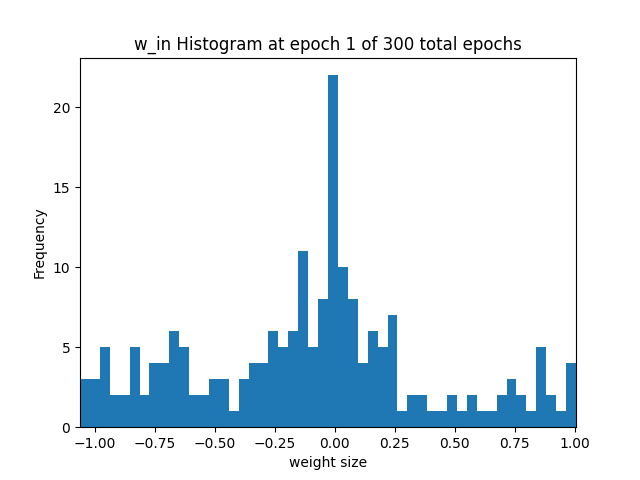 w_in Histogram at epoch 1 of 300 total epochs
Frequency
20
15
10
5
0
−1.00 −0.75 −0.50 −0.25 0.00 0.25 0.50 0.75 1.00
weight size